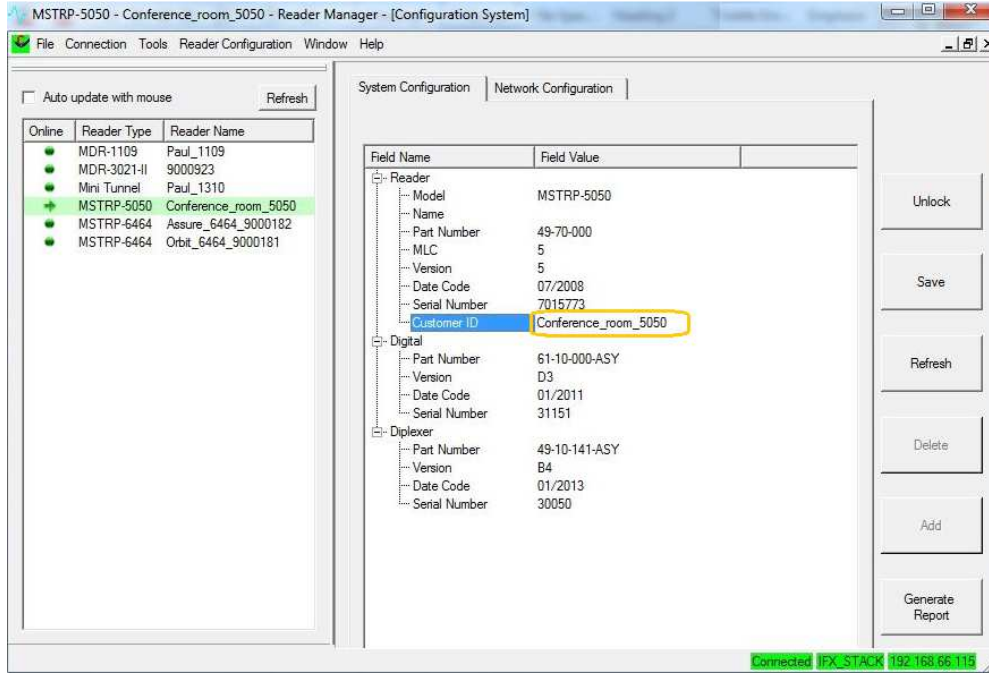 MSTRP-5050 - Conference_room_5050 - Reader Manager - [Configuration System]
File Connection Tools Reader Configuration Window Help
Auto update with mouse Refresh
Online Reader Type Reader Name
MDR-1109 Paul_1109
MDR-3021-II 9000923
Mini Tunnel Paul_1310
MSTRP-5050 Conference_room_5050
MSTRP-6464 Assure_6464_9000182
MSTRP-6464 Orbit_6464_9000181
System Configuration Network Configuration
Field Name Field Value
Reader
Model MSTRP-5050
Name
Part Number 49-70-000
MLC 5
Version 5
Date Code 07/2008
Serial Number 7015773
Customer ID Conference_room_5050
Digital
Part Number 61-10-000-ASY
Version D3
Date Code 01/2011
Serial Number 31151
Diplexer
Part Number 49-10-141-ASY
Version B4
Date Code 01/2013
Serial Number 30050
Unlock
Save
Refresh
Delete
Add
Generate
Report
Connected IFX_STACK 192.168.66.115